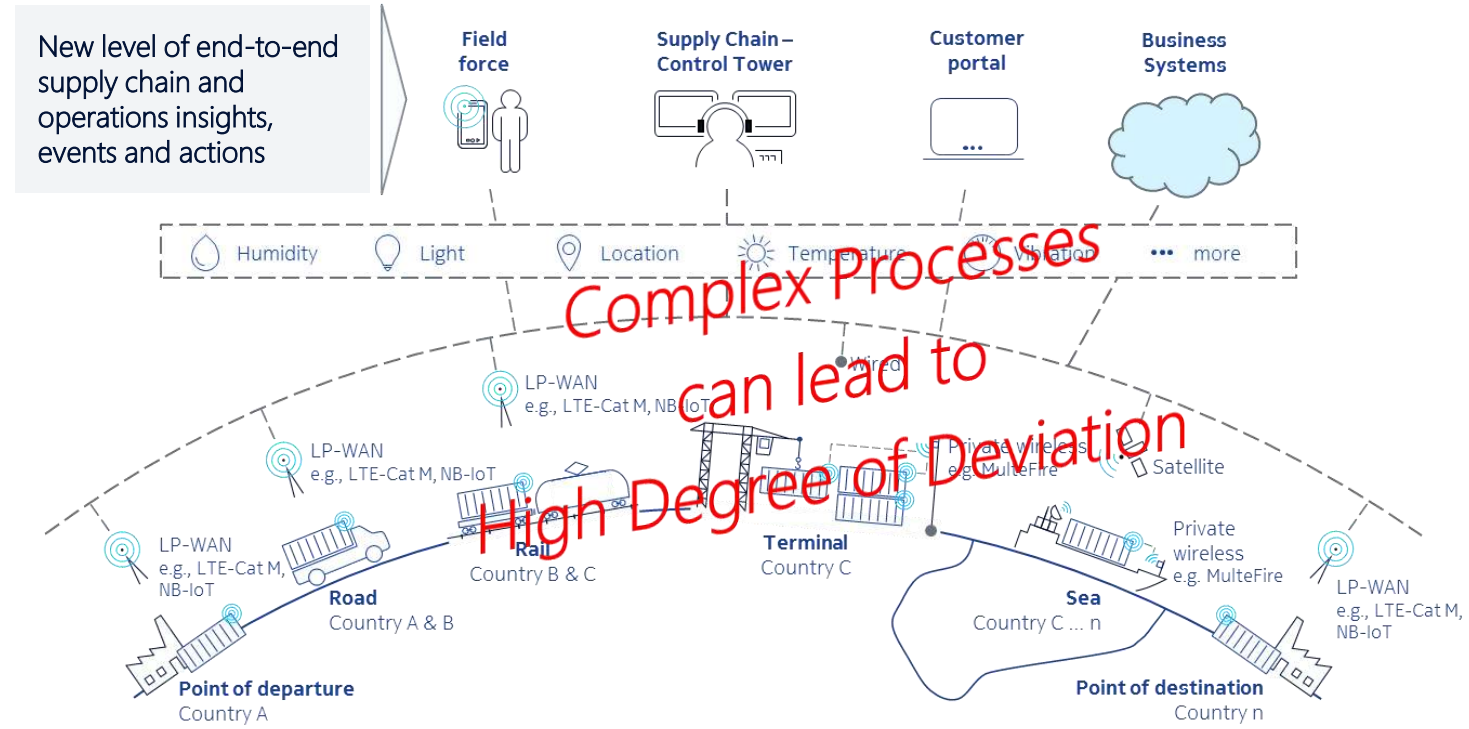 New level of end-to-end
supply chain and
operations insights,
events and actions
Field
force
Supply Chain –
Control Tower
Customer
portal
Business
Systems
Humidity
Light
Location
Temperature
Vibration
••• more
Complex Processes
can lead to
High Degree of Deviation
Wired
LP-WAN
e.g., LTE-Cat M, NB-IoT
LP-WAN
e.g., LTE-Cat M, NB-IoT
LP-WAN
e.g., LTE-Cat M,
NB-IoT
Private wireless
e.g. MulteFire
Satellite
Private
wireless
e.g. MulteFire
LP-WAN
e.g., LTE-Cat M,
NB-IoT
Rail
Country B & C
Terminal
Country C
Road
Country A & B
Sea
Country C ... n
Point of departure
Country A
Point of destination
Country n